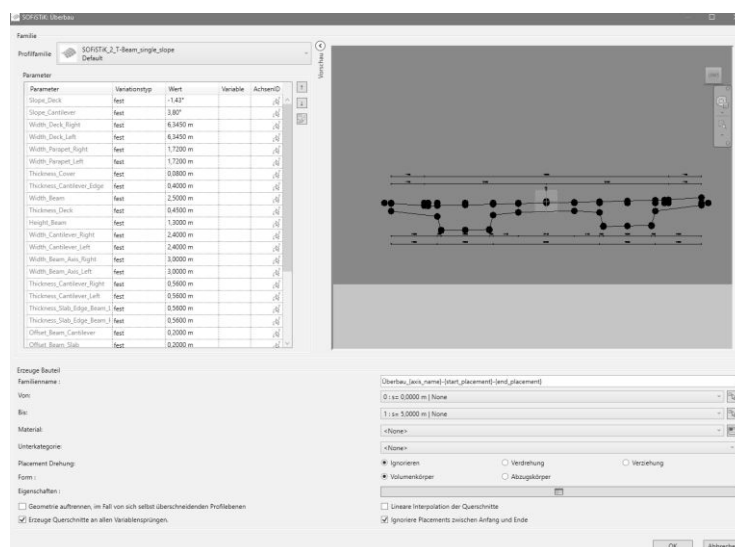 SOFiSTiK: Überbau
Familie
Profilfamilie
SOFiSTiK_2_T-Beam_single_slope
Default
Vorschau
Parameter
Parameter Variationstyp Wert Variable AchsenID
Slope_Deck fest -1,43°
Slope_Cantilever fest 3,80°
Width_Deck_Right fest 6,3450 m
Width_Deck_Left fest 6,3450 m
Width_Parapet_Right fest 1,7200 m
Width_Parapet_Left fest 1,7200 m
Thickness_Cover fest 0,0800 m
Thickness_Cantilever_Edge fest 0,4000 m
Width_Beam fest 2,5000 m
Thickness_Deck fest 0,4500 m
Height_Beam fest 1,3000 m
Width_Cantilever_Right fest 2,4000 m
Width_Cantilever_Left fest 2,4000 m
Width_Beam_Axis_Right fest 3,0000 m
Width_Beam_Axis_Left fest 3,0000 m
Thickness_Cantilever_Right fest 0,5600 m
Thickness_Cantilever_Left fest 0,5600 m
Thickness_Slab_Edge_Beam_ fest 0,5600 m
Thickness_Slab_Edge_Beam_ fest 0,5600 m
Offset_Beam_Cantilever fest 0,2000 m
Offset_Beam_Slab fest 0,2000 m
Erzeuge Bauteil
Familienname : Überbau_{axis_name}-{start_placement}-{end_placement}
Von: 0 : s= 0,0000 m | None
Bis: 1 : s= 5,0000 m | None
Material: <None>
Unterkategorie: <None>
Placement Drehung: Ignorieren Verdrehung Verziehung
Form : Volumenkörper Abzugskörper
Eigenschaften :
Geometrie auftrennen, im Fall von sich selbst überschneidenden Profilebenen Lineare Interpolation der Querschnitte
Erzeuge Querschnitte an allen Variablensprüngen. Ignoriere Placements zwischen Anfang und Ende
OK Abbreche